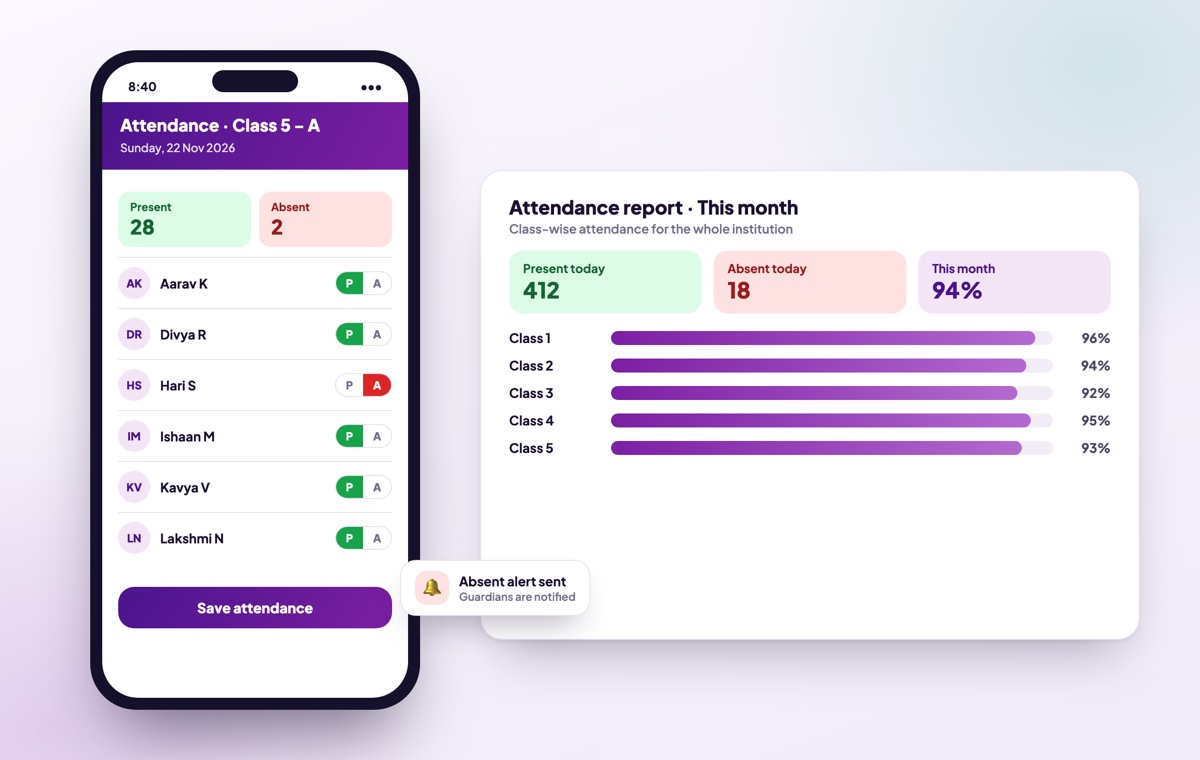 8:40
Attendance · Class 5 – A
Sunday, 22 Nov 2026
Present
28
Absent
2
AK Aarav K P A
DR Divya R P A
HS Hari S P A
IM Ishaan M P A
KV Kavya V P A
LN Lakshmi N P A
Save attendance
Attendance report · This month
Class-wise attendance for the whole institution
Present today
412
Absent today
18
This month
94%
Class 1 96%
Class 2 94%
Class 3 92%
Class 4 95%
Class 5 93%
Absent alert sent
Guardians are notified